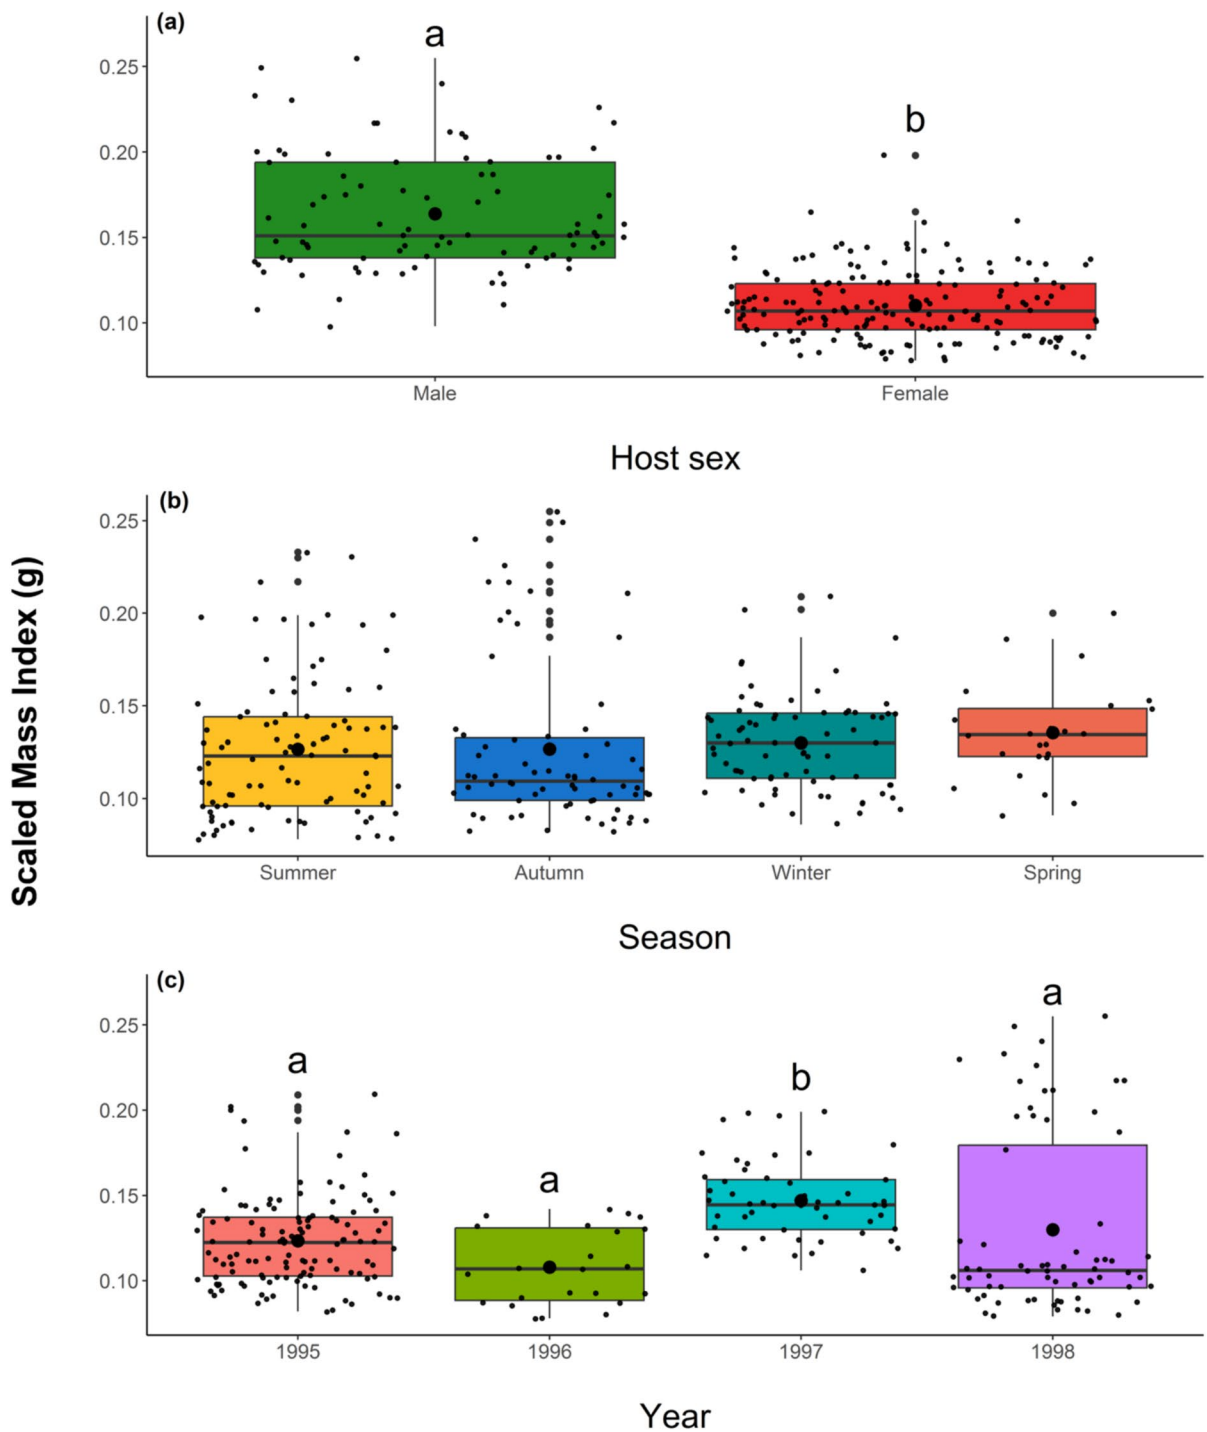 (a)
a
b
0.25
0.20
0.15
0.10
Male Female
Host sex
(b)
0.25
0.20
0.15
0.10
Summer Autumn Winter Spring
Season
Scaled Mass Index (g)
(c)
a
a
b
a
0.25
0.20
0.15
0.10
1995 1996 1997 1998
Year